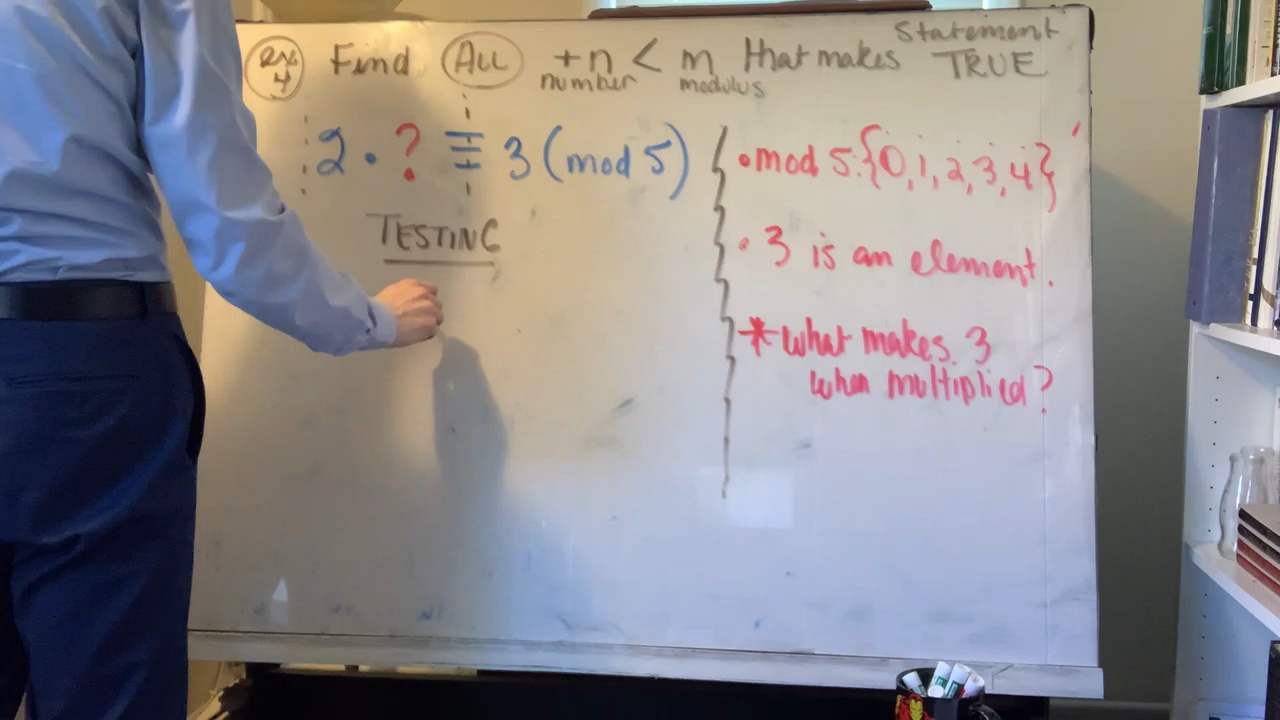 ex 4 Find ALL +n < m that makes statement TRUE
number modulus
2 • ? ≡ 3 (mod 5)
TESTING
• mod 5: {0, 1, 2, 3, 4}
• 3 is an element.
* what makes 3
when multiplied?